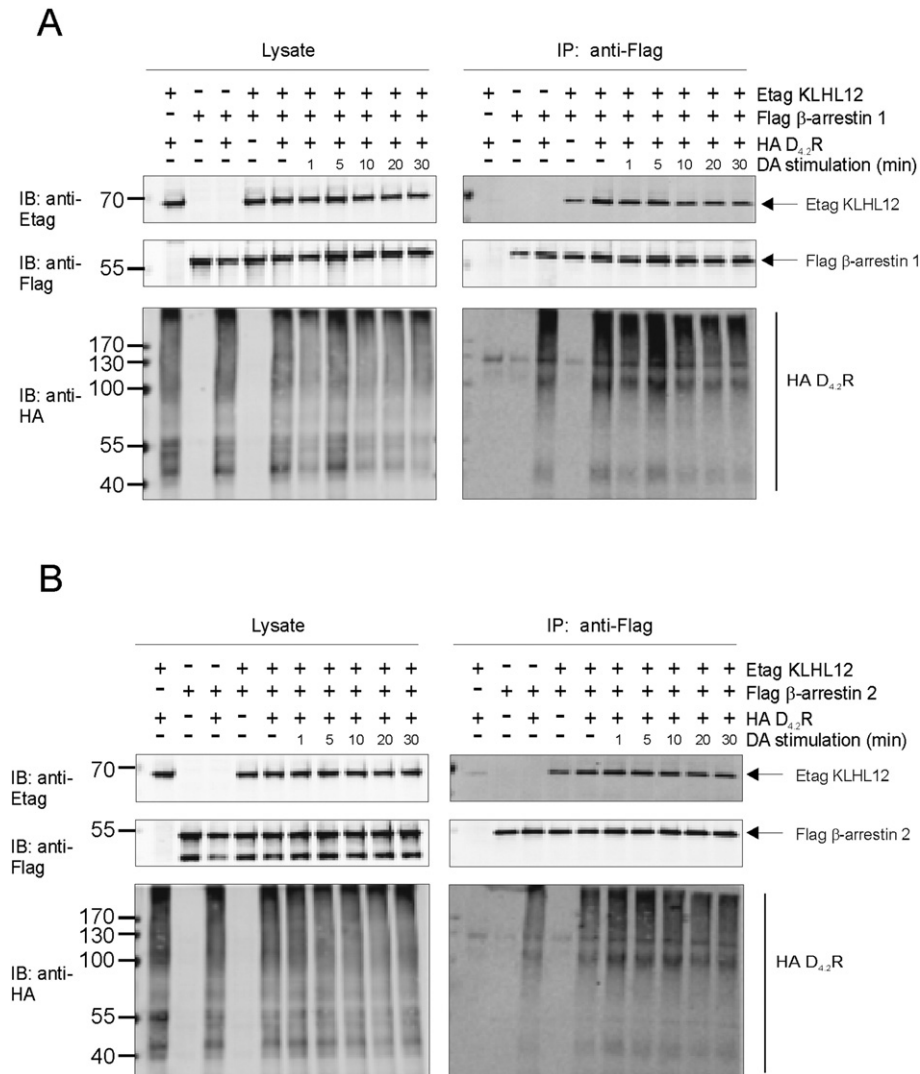 A
Lysate IP: anti-Flag
+ - - + + + + + + + + - - + + + + + + + Etag KLHL12
- + + + + + + + + + - + + + + + + + + + Flag β-arrestin 1
+ - + - + + + + + + + - + - + + + + + + HA D4.2R
- - - - - 1 5 10 20 30 - - - - - 1 5 10 20 30 DA stimulation (min)
IB: anti-Etag 70 Etag KLHL12
IB: anti-Flag 55 Flag β-arrestin 1
170
130
100
IB: anti-HA HA D4.2R
55
40
B
Lysate IP: anti-Flag
+ - - + + + + + + + + - - + + + + + + + Etag KLHL12
- + + + + + + + + + - + + + + + + + + + Flag β-arrestin 2
+ - + - + + + + + + + - + - + + + + + + HA D4.2R
- - - - - 1 5 10 20 30 - - - - - 1 5 10 20 30 DA stimulation (min)
IB: anti-Etag 70 Etag KLHL12
IB: anti-Flag 55 Flag β-arrestin 2
170
130
100
IB: anti-HA HA D4.2R
55
40